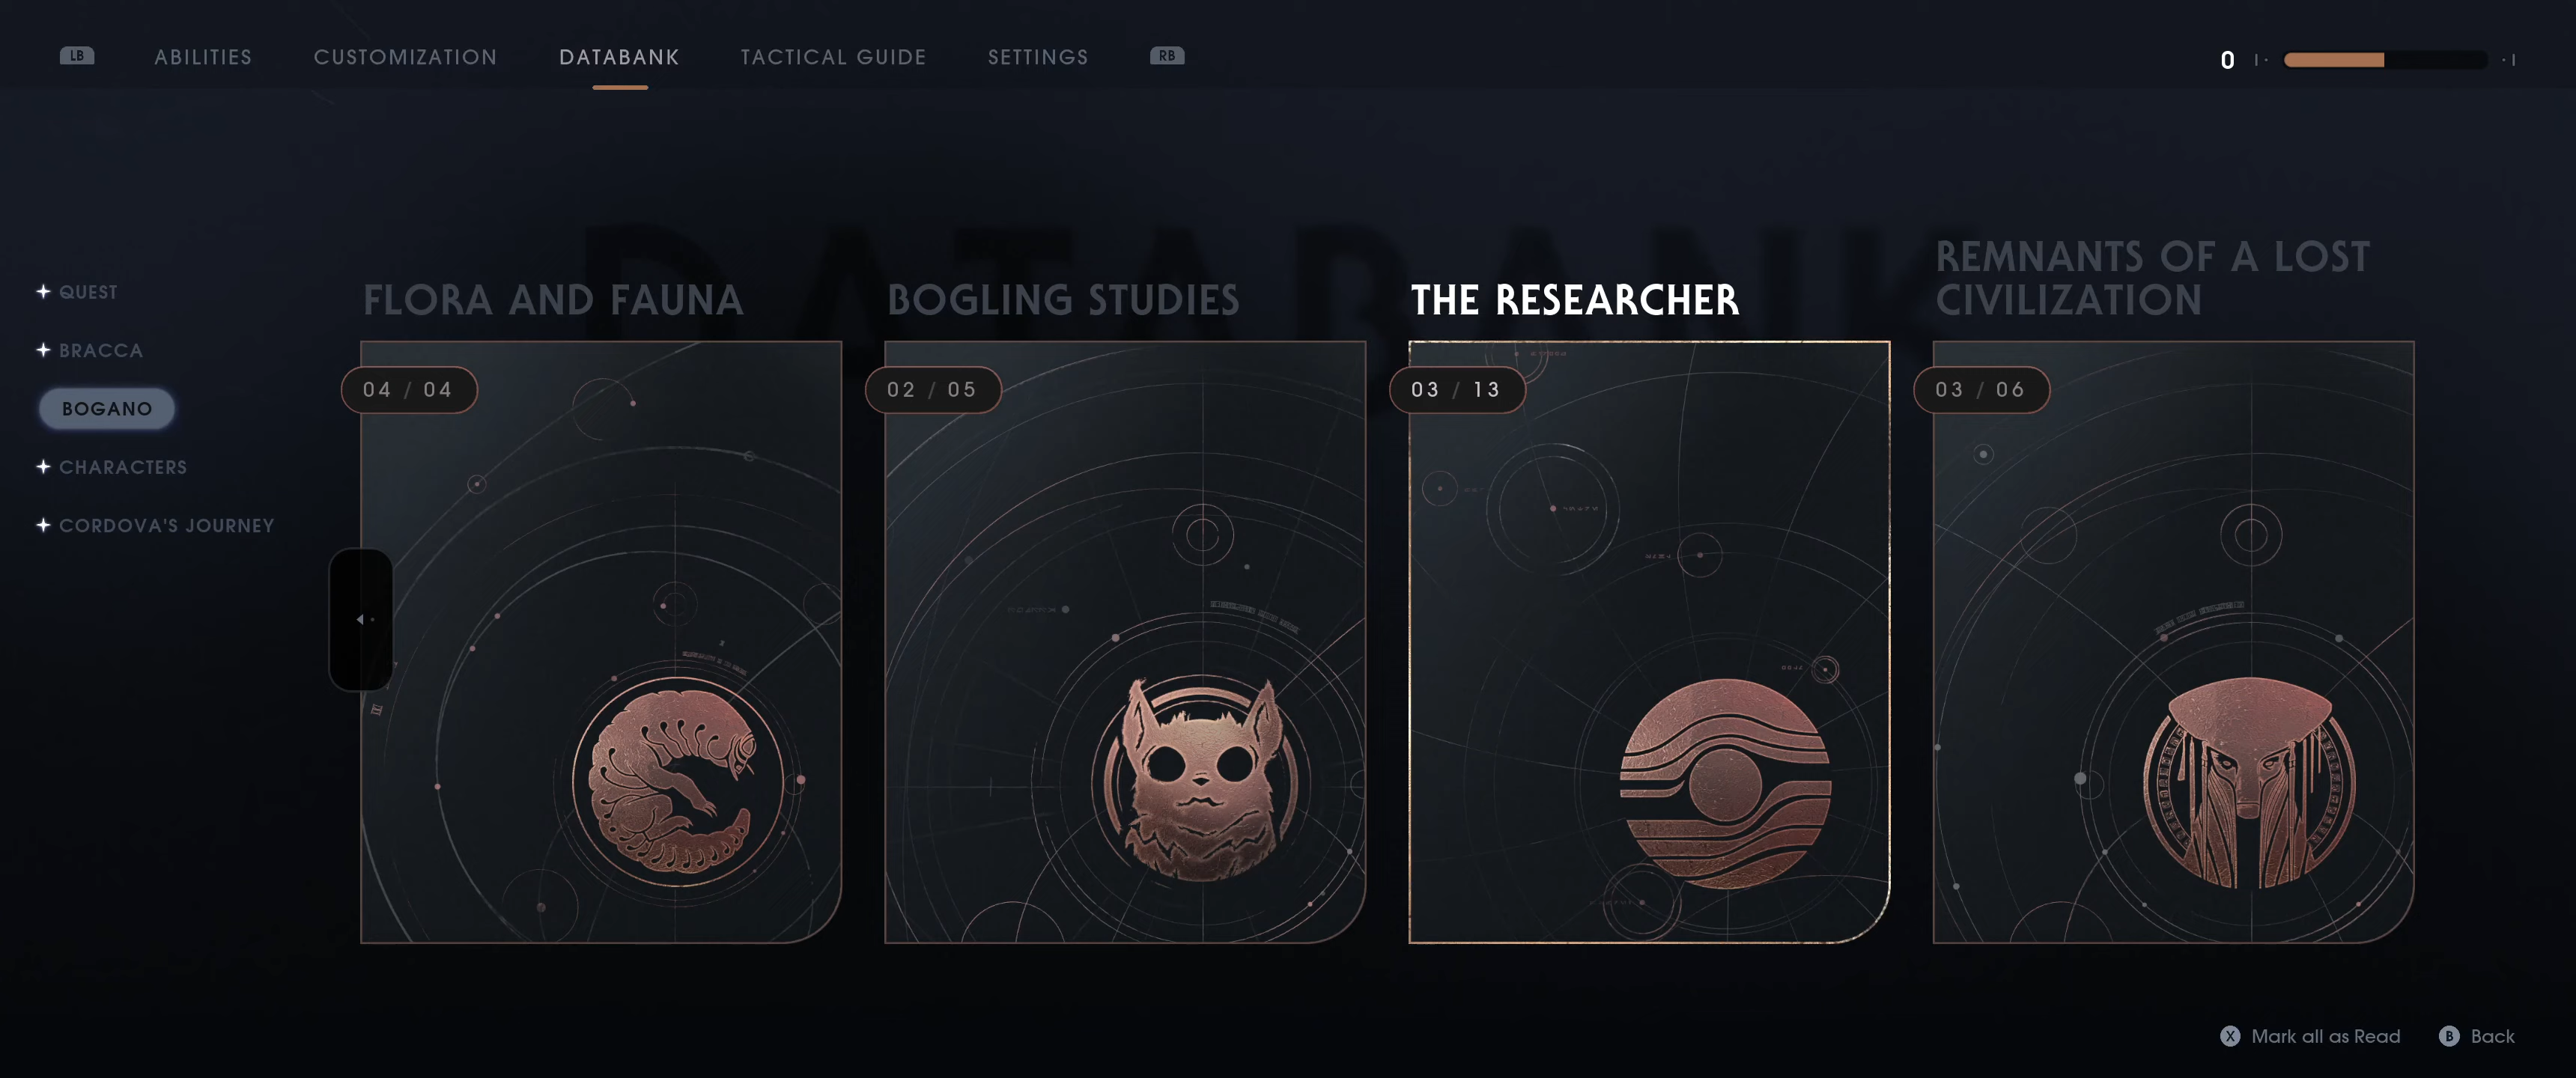 LB ABILITIES CUSTOMIZATION DATABANK TACTICAL GUIDE SETTINGS RB 0
DATABANK
QUEST
BRACCA
BOGANO
CHARACTERS
CORDOVA'S JOURNEY
FLORA AND FAUNA
04 / 04
BOGLING STUDIES
02 / 05
THE RESEARCHER
03 / 13
REMNANTS OF A LOST
CIVILIZATION
03 / 06
X Mark all as Read B Back